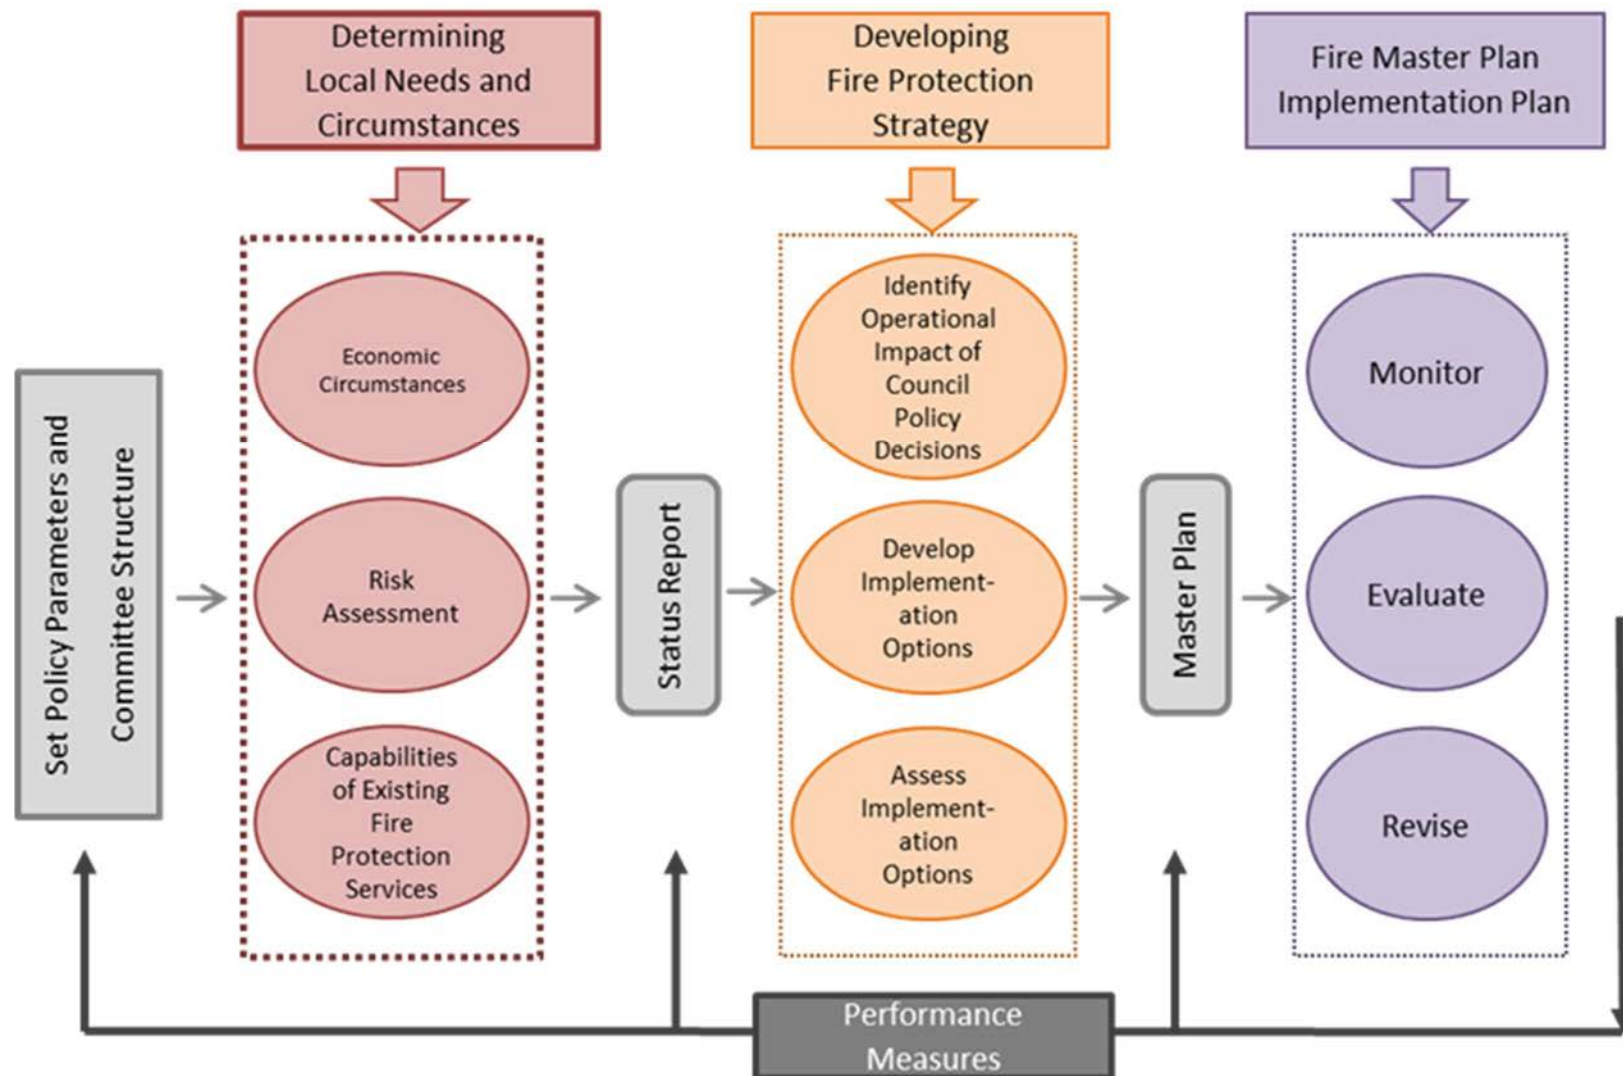 Determining
Local Needs and
Circumstances
Developing
Fire Protection
Strategy
Fire Master Plan
Implementation Plan
Set Policy Parameters and
Committee Structure
Economic
Circumstances
Risk
Assessment
Capabilities
of Existing
Fire
Protection
Services
Status Report
Identify
Operational
Impact of
Council
Policy
Decisions
Develop
Implement-
ation
Options
Assess
Implement-
ation
Options
Master Plan
Monitor
Evaluate
Revise
Performance
Measures